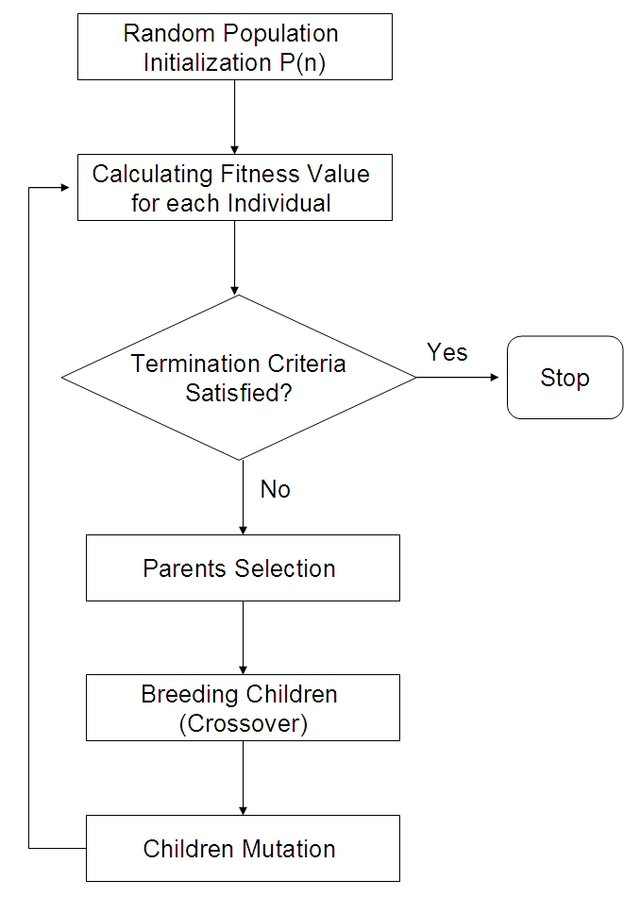 Random Population
Initialization P(n)
Calculating Fitness Value
for each Individual
Termination Criteria
Satisfied?
Yes
Stop
No
Parents Selection
Breeding Children
(Crossover)
Children Mutation